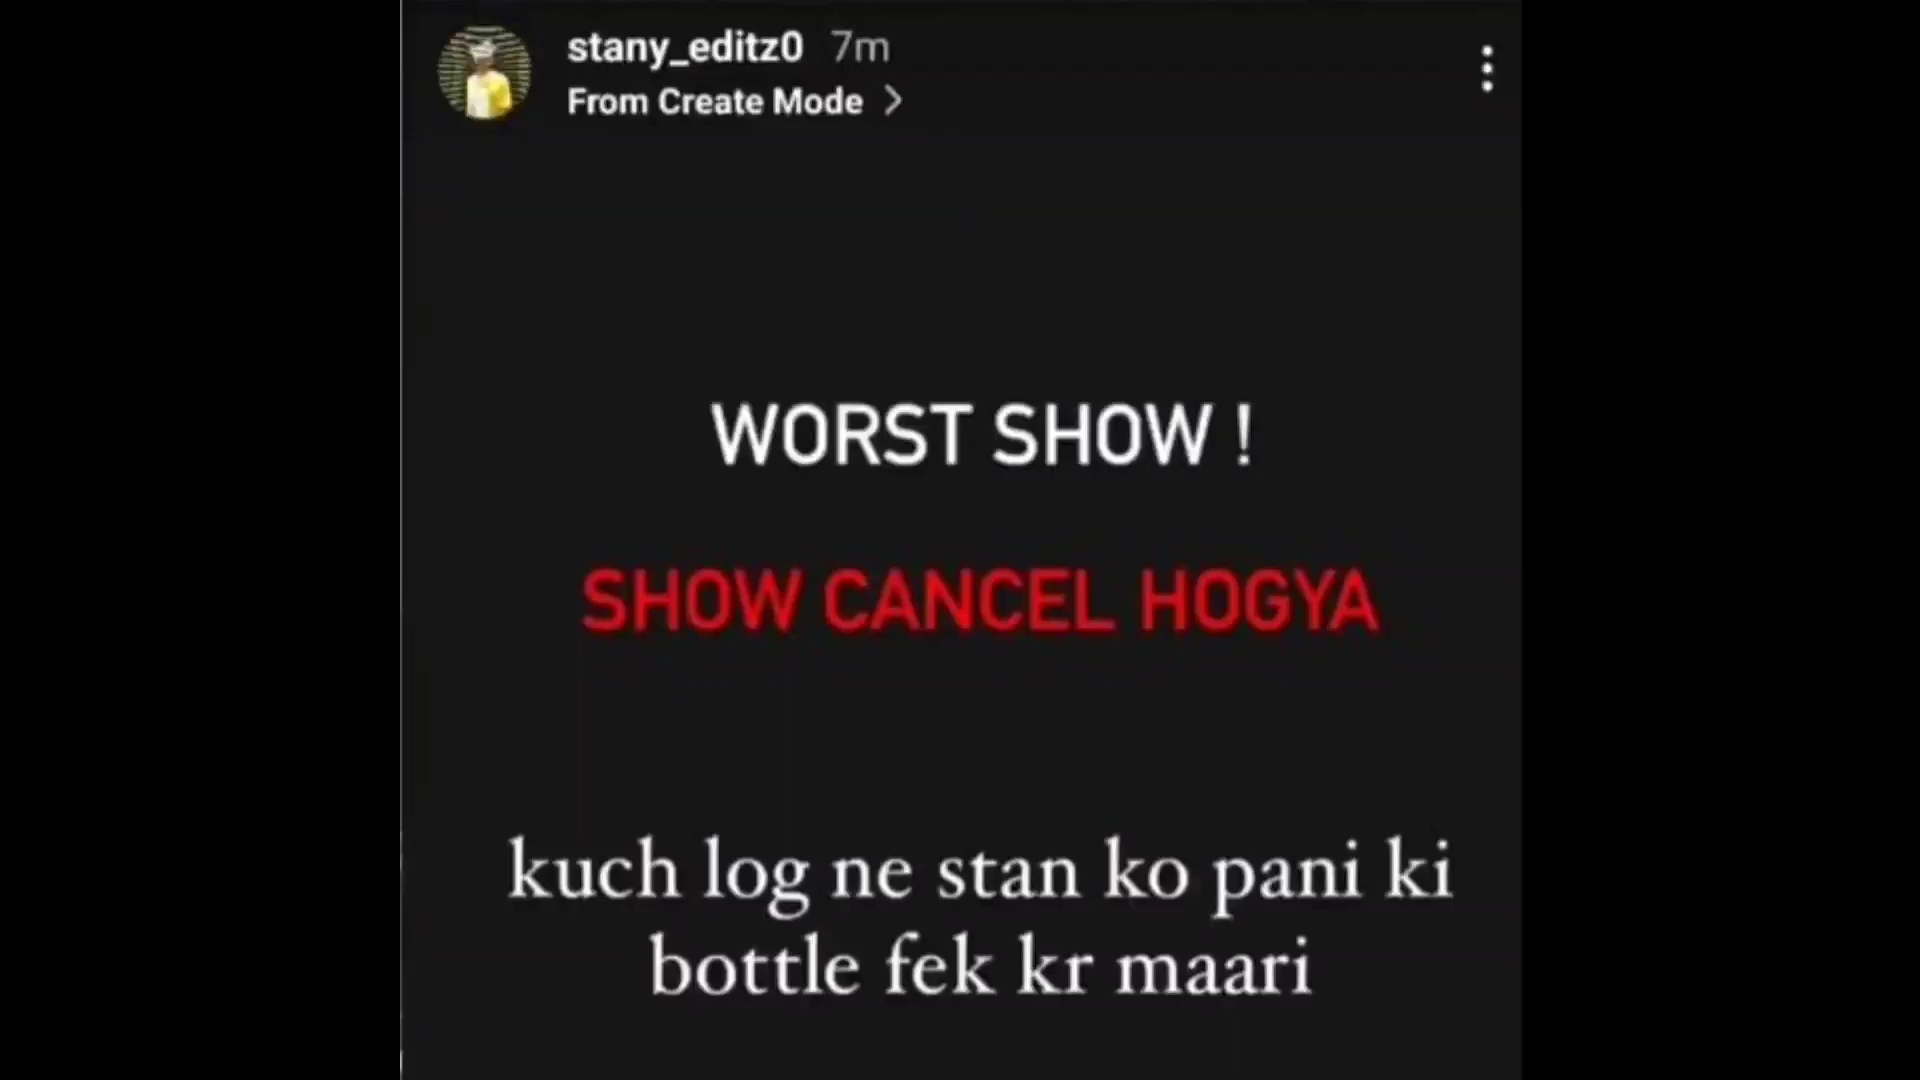 stany_editz0 7m
From Create Mode >
WORST SHOW !
SHOW CANCEL HOGYA
kuch log ne stan ko pani ki
bottle fek kr maari